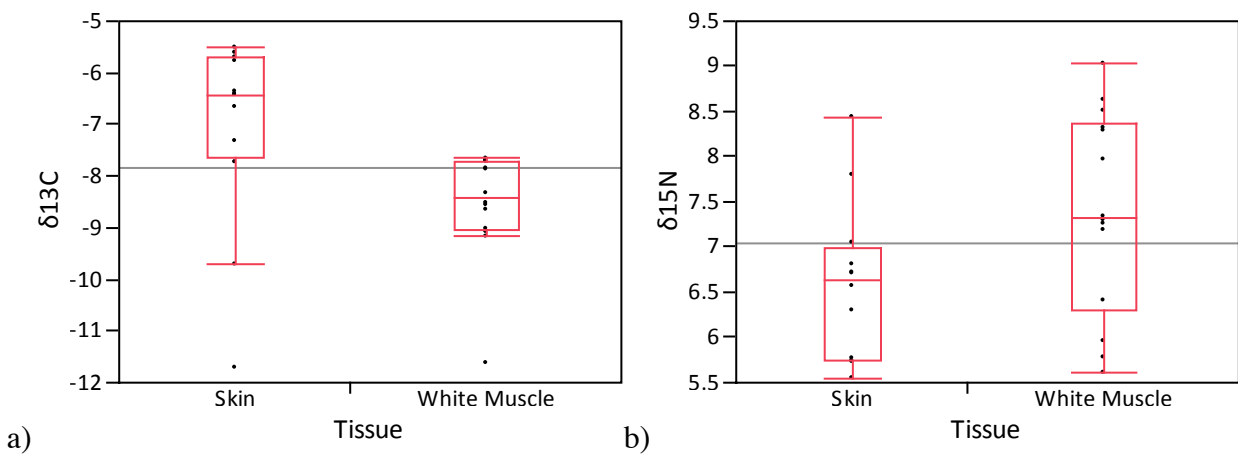 -5
-6
-7
-8
-9
-10
-11
-12
δ13C
Skin
White Muscle
Tissue
a)
9.5
9
8.5
8
7.5
7
6.5
6
5.5
δ15N
Skin
White Muscle
Tissue
b)